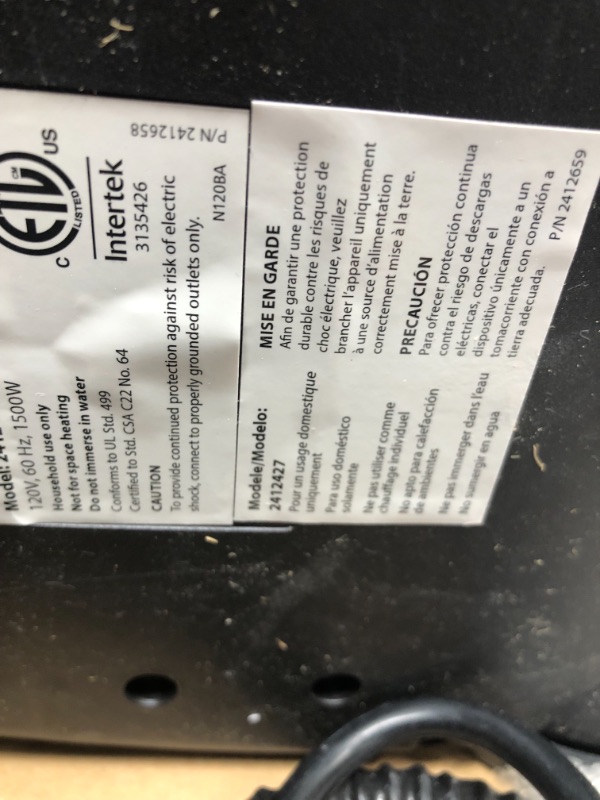 Model: 2412
120V, 60 Hz, 1500W
Household use only
Not for space heating
Do not immerse in water
Conforms to UL Std. 499
Certified to Std. CSA C22 No. 64
CAUTION
To provide continued protection against risk of electric
shock, connect to properly grounded outlets only.
N120BA
C
ETL
CM
LISTED
US
Intertek
3135426
P/N 2412658
Modele/Modelo:
2412427
Pour un usage domestique
uniquement
Para uso doméstico
solamente
Ne pas utiliser comme
chauffage individuel
No apto para calefacción
de ambientes
Ne pas immerger dans l'eau
No sumerge en agua
MISE EN GARDE
Afin de garantir une protection
durable contre les risques de
choc électrique, veuillez
brancher l'appareil uniquement
à une source d'alimentation
correctement mise à la terre.
PRECAUCIÓN
Para ofrecer protección continua
contra el riesgo de descargas
eléctricas, conectar el
dispositivo únicamente a un
tomacorriente con conexión a
tierra adecuada.
P/N 2412659